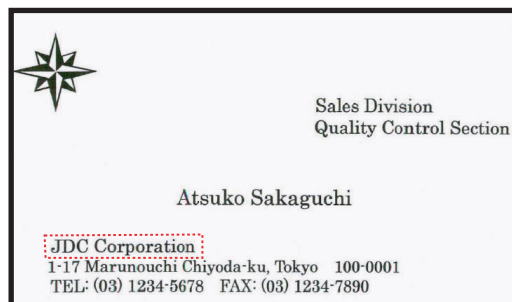 Sales Division
Quality Control Section
Atsuko Sakaguchi
JDC Corporation
1-17 Marunouchi Chiyoda-ku, Tokyo 100-0001
TEL: (03) 1234-5678 FAX: (03) 1234-7890